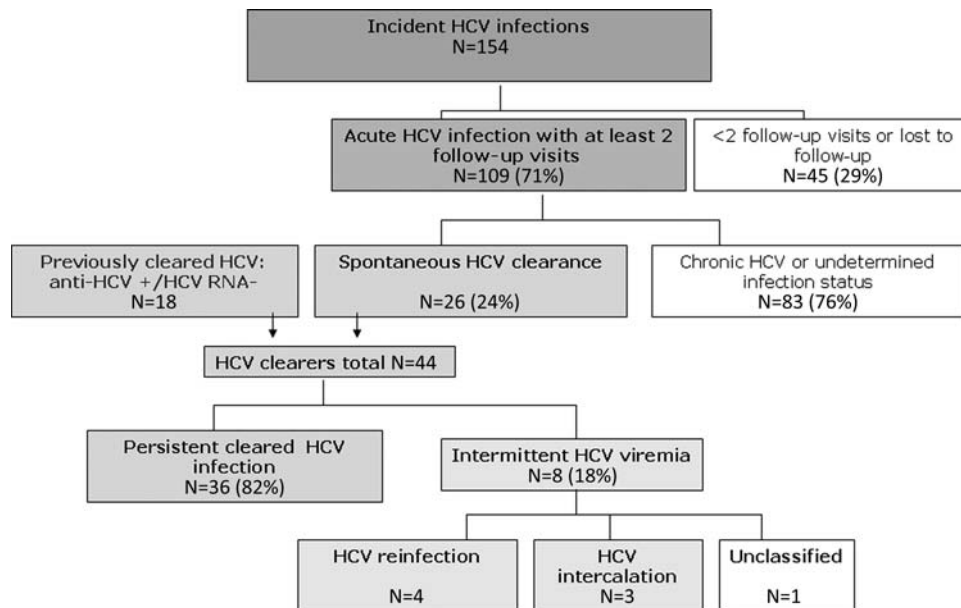 Incident HCV infections
N=154
Acute HCV infection with at least 2
follow-up visits
N=109 (71%)
<2 follow-up visits or lost to
follow-up
N=45 (29%)
Previously cleared HCV:
anti-HCV +/HCV RNA-
N=18
Spontaneous HCV clearance
N=26 (24%)
Chronic HCV or undetermined
infection status
N=83 (76%)
HCV clearers total N=44
Persistent cleared HCV
infection
N=36 (82%)
Intermittent HCV viremia
N=8 (18%)
HCV reinfection
N=4
HCV
intercalation
N=3
Unclassified
N=1